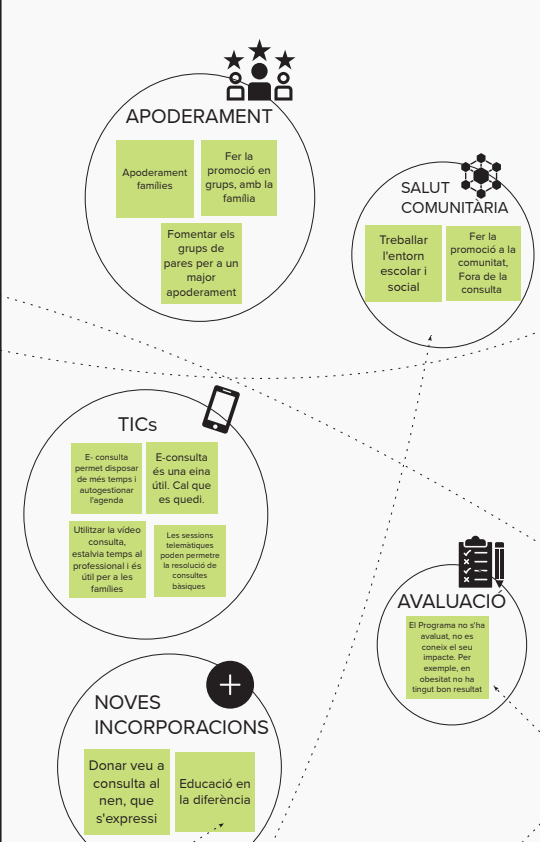 APODERAMENT
Apoderament
famílies
Fer la
promoció en
grups, amb la
família
Fomentar els
grups de
pares per a un
major
apoderament
SALUT
COMUNITÀRIA
Treballar
l'entorn
escolar i
social
Fer la
promoció a la
comunitat,
Fora de la
consulta
TICs
E- consulta
permet disposar
de més temps i
autogestionar
l'agenda
E-consulta
és una eina
útil. Cal que
es quedi.
Utilitzar la vídeo
consulta,
estalvia temps al
professional i és
útil per a les
famílies
Les sessions
telemàtiques
poden permetre
la resolució de
consultes
bàsiques
AVALUACIÓ
El Programa no s'ha
avaluat, no es
coneix el seu
impacte. Per
exemple, en
obesitat no ha
tingut bon resultat
NOVES
INCORPORACIONS
Donar veu a
consulta al
nen, que
s'expressi
Educació en
la diferència